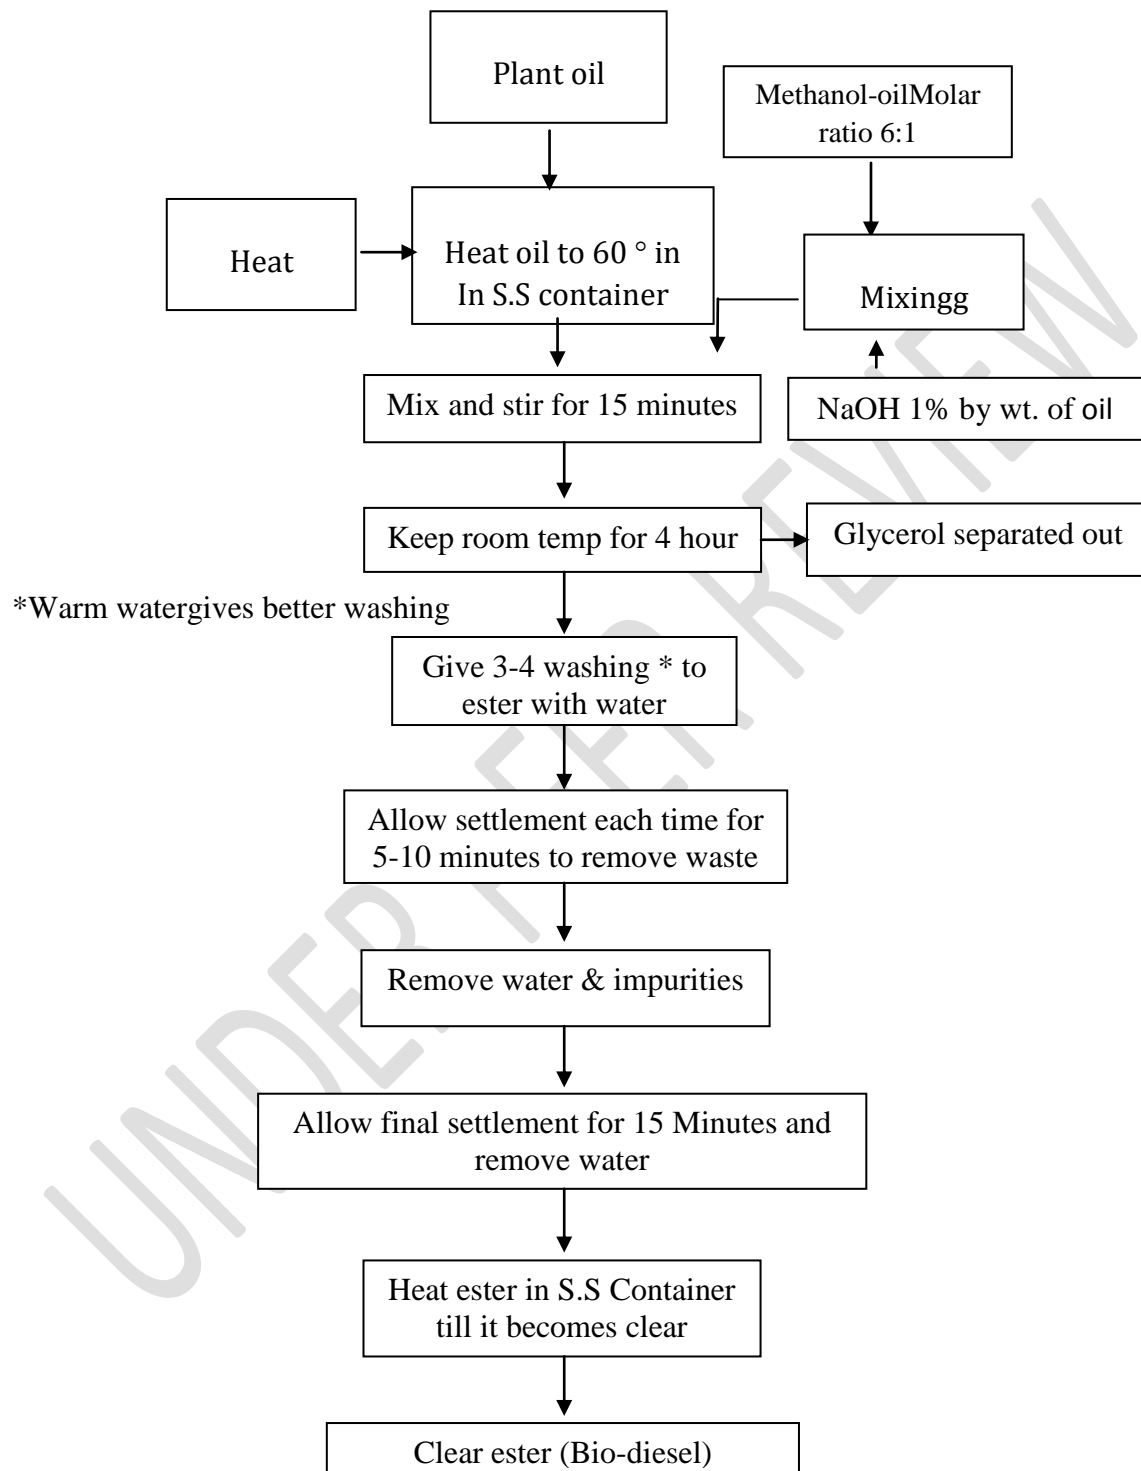 Plant oil
Methanol-oilMolar
ratio 6:1
Heat
Heat oil to 60 ° in
In S.S container
Mixingg
Mix and stir for 15 minutes
NaOH 1% by wt. of oil
Keep room temp for 4 hour
Glycerol separated out
*Warm watergives better washing
Give 3-4 washing * to
ester with water
Allow settlement each time for
5-10 minutes to remove waste
Remove water & impurities
Allow final settlement for 15 Minutes and
remove water
Heat ester in S.S Container
till it becomes clear
Clear ester (Bio-diesel)
UNDER PEER REVIEW